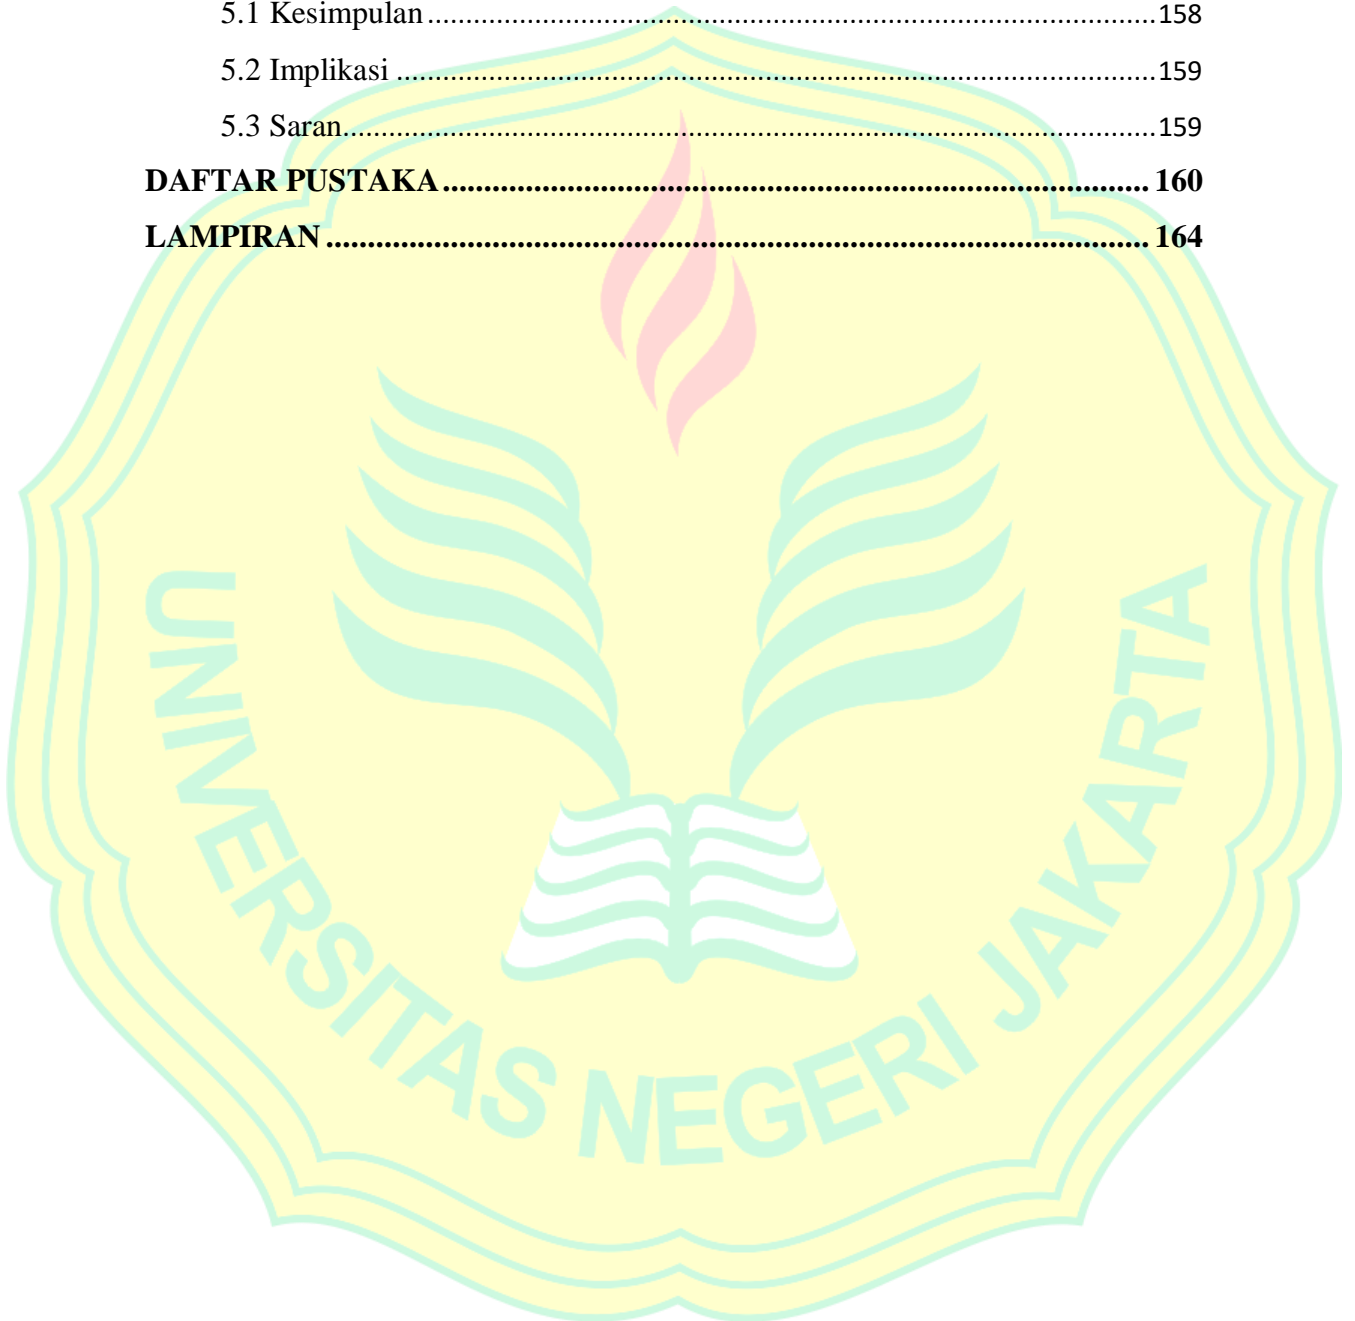 5.1 Kesimpulan ........................................................................................... 158
5.2 Implikasi ............................................................................................... 159
5.3 Saran...................................................................................................... 159
DAFTAR PUSTAKA...................................................................................... 160
LAMPIRAN .................................................................................................... 164
UNIVERSITAS NEGERI JAKARTA